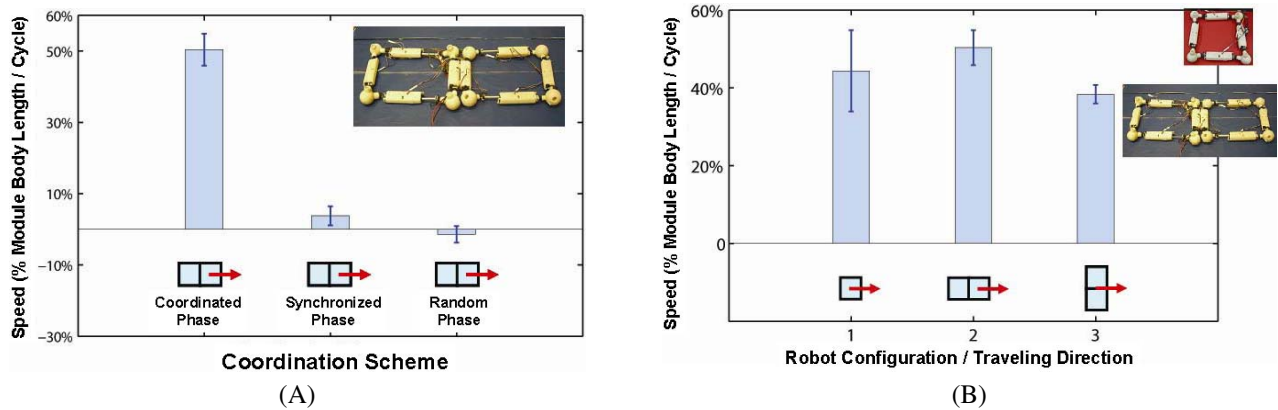 60%
50%
30%
10%
−10%
−30%
Speed (% Module Body Length / Cycle)
Coordinated
Phase
Synchronized
Phase
Random
Phase
Coordination Scheme
(A)
60%
40%
20%
0
Speed (% Module Body Length / Cycle)
1
2
3
Robot Configuration / Traveling Direction
(B)